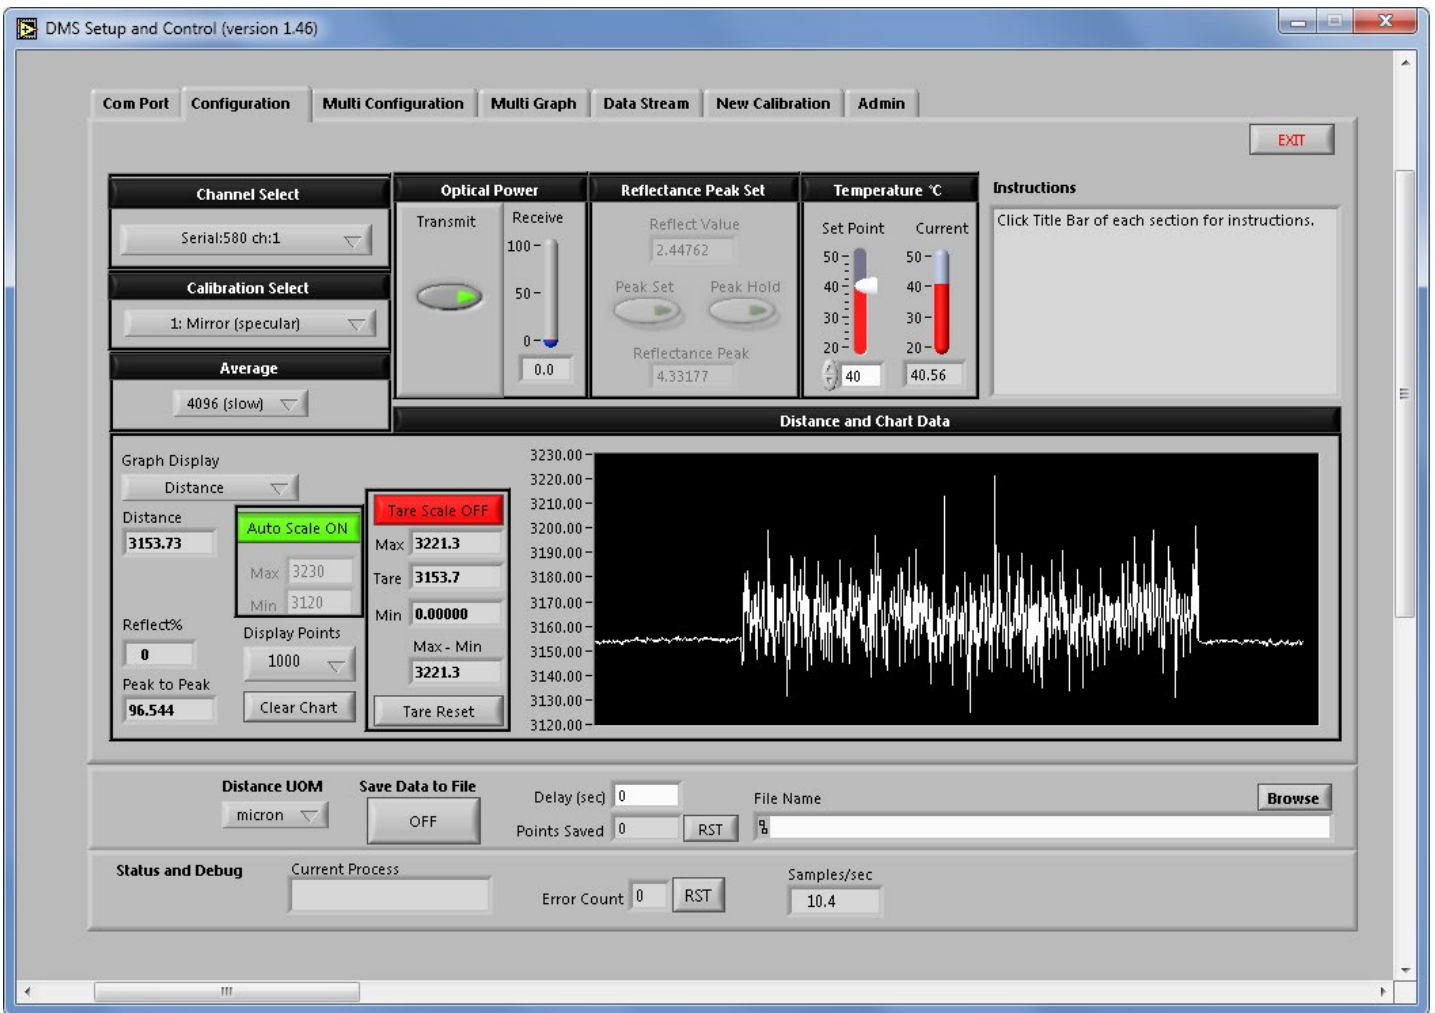 DMS Setup and Control (version 1.46)
Com Port
Configuration
Multi Configuration
Multi Graph
Data Stream
New Calibration
Admin
EXIT
Channel Select
Serial:580 ch:1
Calibration Select
1: Mirror (specular)
Average
4096 (slow)
Optical Power
Transmit
Receive
100
50
0
0.0
Reflectance Peak Set
Reflect Value
2.44762
Peak Set
Peak Hold
Reflectance Peak
4.33177
Temperature °C
Set Point
Current
50
40
30
20
50
40
30
20
40
40.56
Instructions
Click Title Bar of each section for instructions.
Distance and Chart Data
Graph Display
Distance
Distance
3153.73
Auto Scale ON
Max 3230
Min 3120
Reflect%
0
Display Points
1000
Peak to Peak
96.544
Clear Chart
Tare Scale OFF
Max 3221.3
Tare 3153.7
Min 0.00000
Max - Min
3221.3
Tare Reset
3230.00
3220.00
3210.00
3200.00
3190.00
3180.00
3170.00
3160.00
3150.00
3140.00
3130.00
3120.00
Distance UOM
micron
Save Data to File
OFF
Delay (sec) 0
Points Saved 0
RST
File Name
Browse
Status and Debug
Current Process
Error Count 0
RST
Samples/sec
10.4